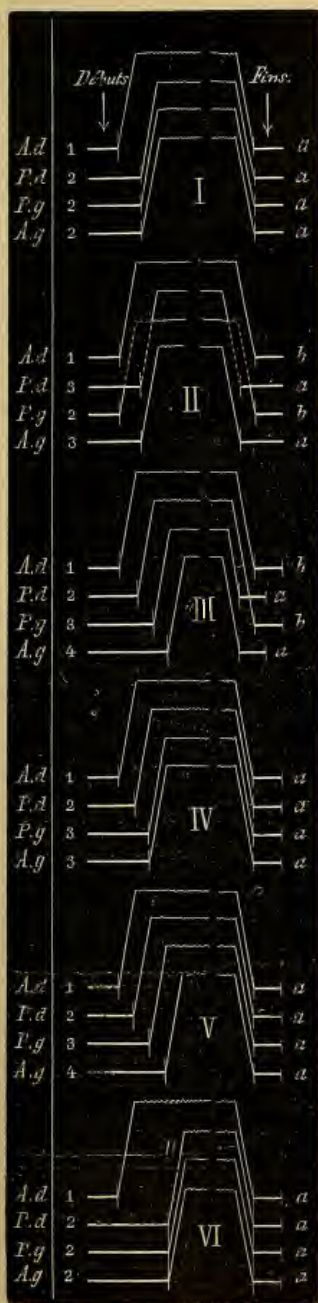 Débuts Fins.
A.d 1 a
P.d 2 a
P.g 2 a
A.g 2 a
I
A.d 1 b
P.d 3 a
P.g 2 b
A.g 3 a
II
A.d 1 b
P.d 2 a
P.g 3 b
A.g 4 a
III
A.d 1 a
P.d 2 a
P.g 3 a
A.g 3 a
IV
A.d 1 a
P.d 2 a
P.g 3 a
A.g 4 a
V
A.d 1 a
P.d 2 a
P.g 2 a
A.g 2 a
VI